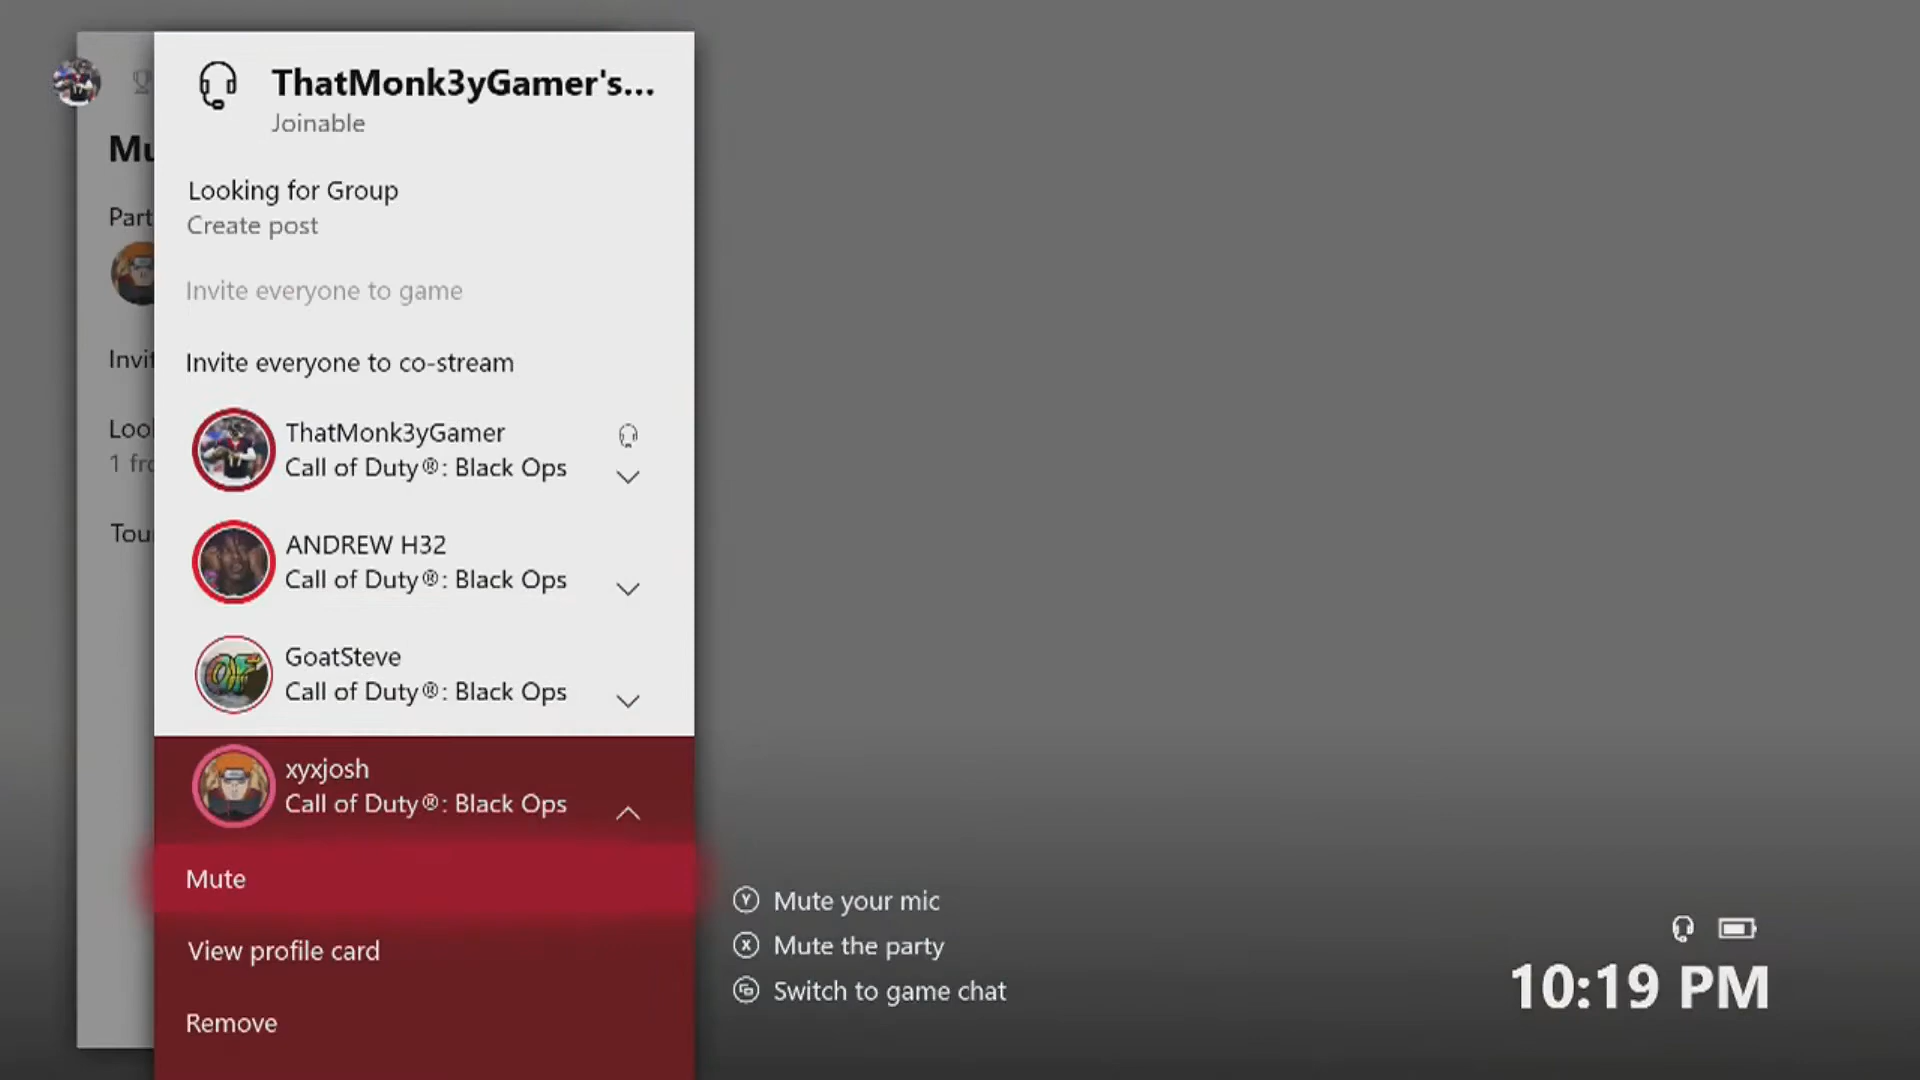 ThatMonk3yGamer's...
Joinable
Looking for Group
Create post
Invite everyone to game
Invite everyone to co-stream
ThatMonk3yGamer
Call of Duty®: Black Ops
ANDREW H32
Call of Duty®: Black Ops
GoatSteve
Call of Duty®: Black Ops
xyxjosh
Call of Duty®: Black Ops
Mute
View profile card
Remove
Mu
Part
Invit
Look
1 fro
Tour
Y Mute your mic
X Mute the party
Switch to game chat
10:19 PM